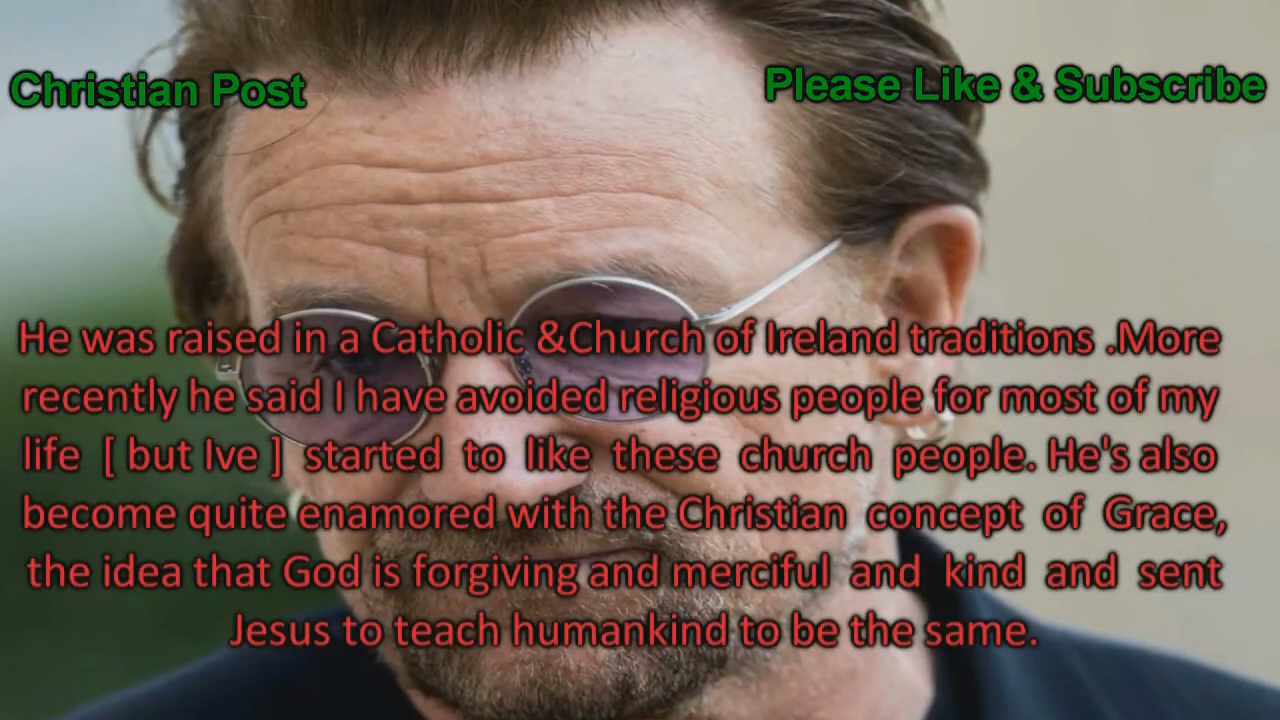 Christian Post
Please Like & Subscribe
He was raised in a Catholic &Church of Ireland traditions .More
recently he said I have avoided religious people for most of my
life [ but Ive ] started to like these church people. He's also
become quite enamored with the Christian concept of Grace,
the idea that God is forgiving and merciful and kind and sent
Jesus to teach humankind to be the same.